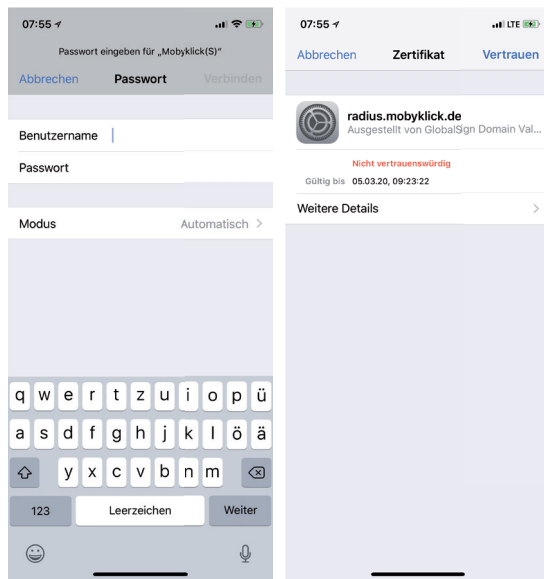 07:55
Passwort eingeben für „Mobyklick(S)“
Abbrechen Passwort Verbinden
Benutzername
Passwort
Modus Automatisch
q w e r t z u i o p ü
a s d f g h j k l ö ä
y x c v b n m
123 Leerzeichen Weiter
07:55 LTE
Abbrechen Zertifikat Vertrauen
radius.mobyklick.de
Ausgestellt von GlobalSign Domain Val...
Nicht vertrauenswürdig
Gültig bis 05.03.20, 09:23:22
Weitere Details